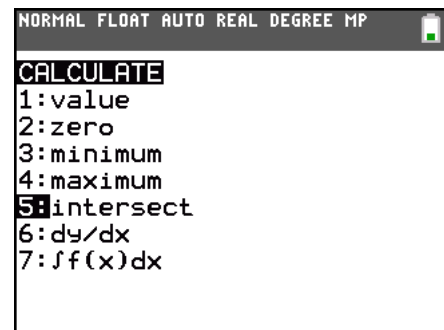 NORMAL FLOAT AUTO REAL DEGREE MP
CALCULATE
1:value
2:zero
3:minimum
4:maximum
5:intersect
6:dy/dx
7:∫f(x)dx